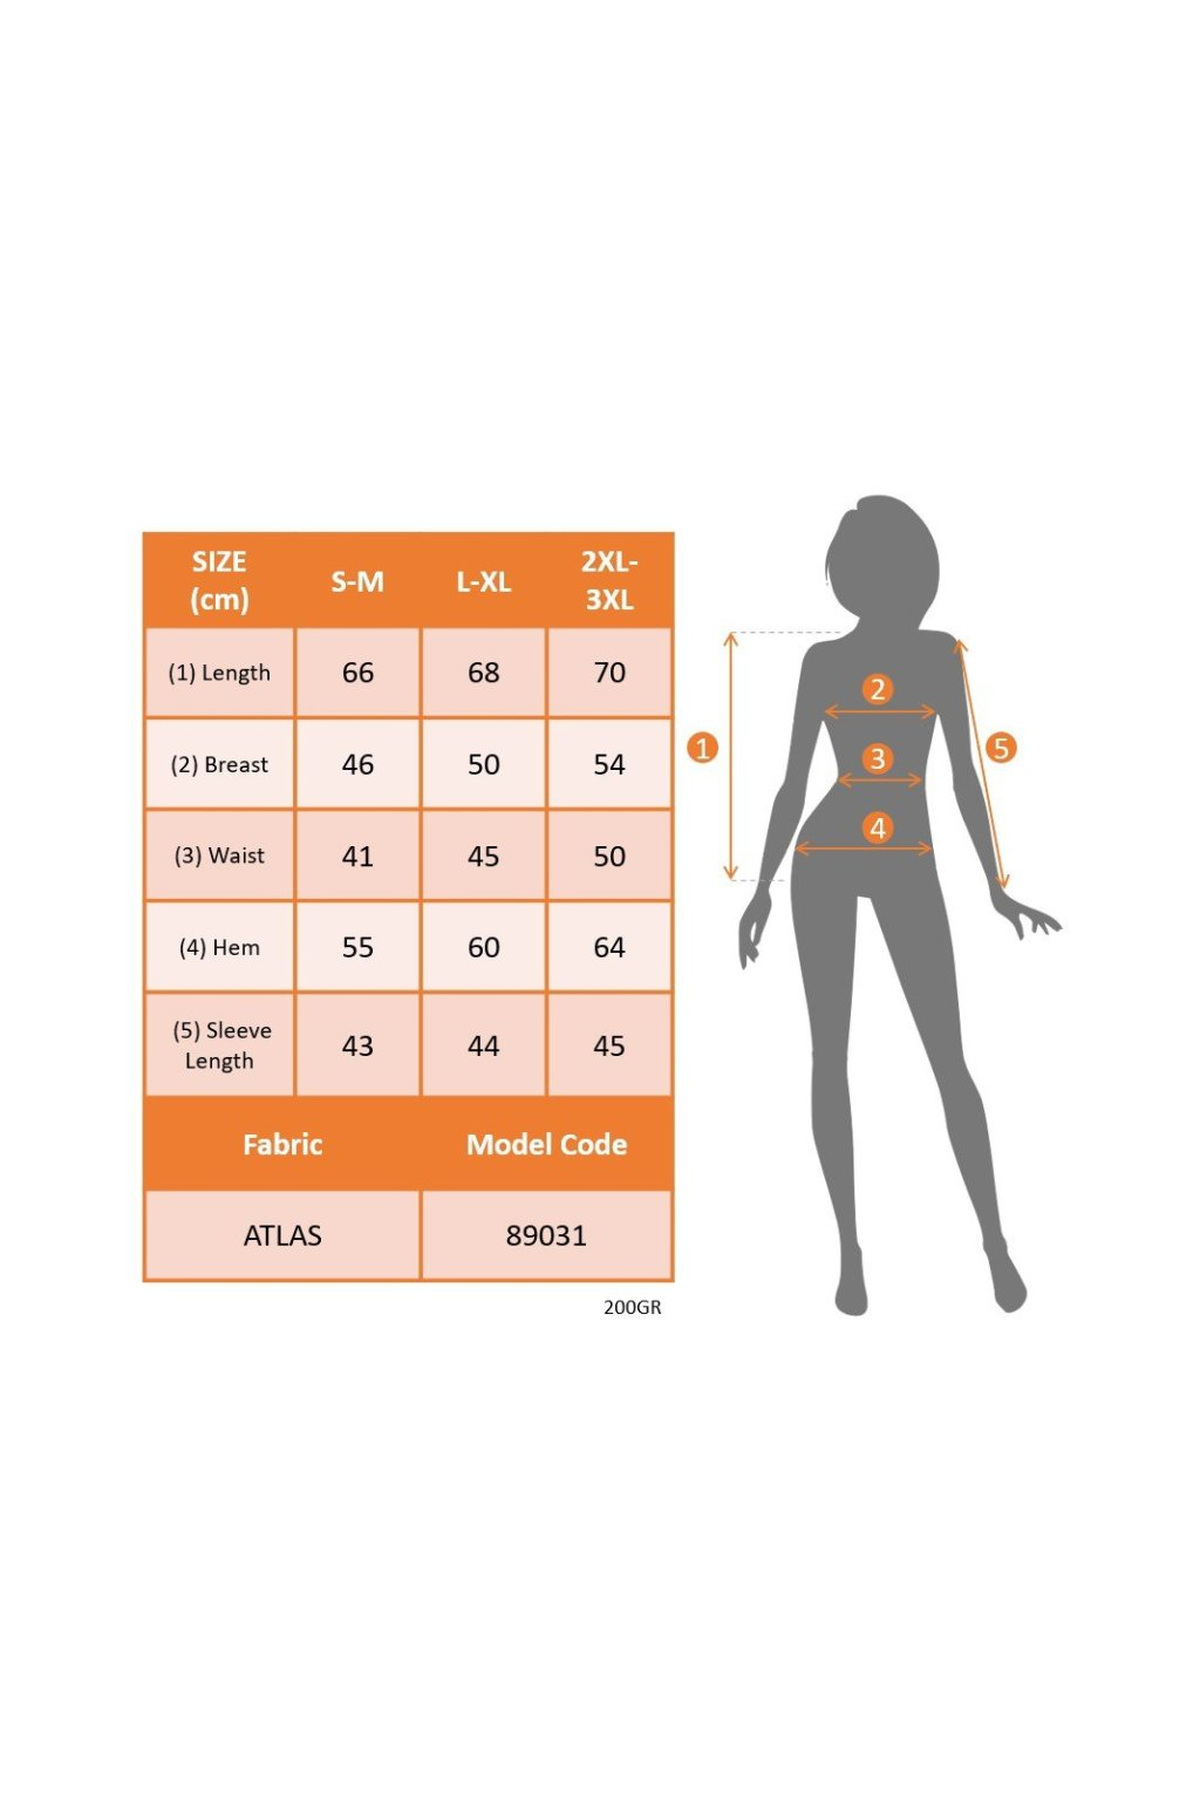 SIZE
(cm)
S-M
L-XL
2XL-
3XL
(1) Length
66
68
70
(2) Breast
46
50
54
(3) Waist
41
45
50
(4) Hem
55
60
64
(5) Sleeve
Length
43
44
45
Fabric
Model Code
ATLAS
89031
200GR
1
2
3
4
5